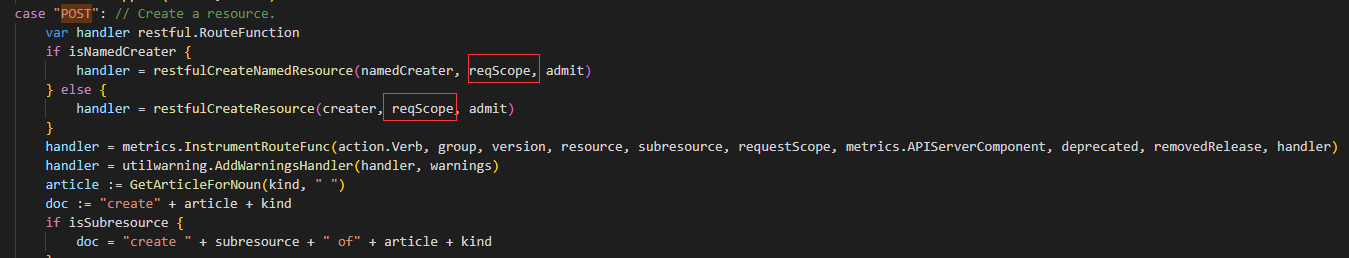 case "POST": // Create a resource.
var handler restful.RouteFunction
if isNamedCreater {
handler = restfulCreateNamedResource(namedCreater, reqScope, admit)
} else {
handler = restfulCreateResource(creater, reqScope, admit)
}
handler = metrics.InstrumentRouteFunc(action.Verb, group, version, resource, subresource, requestScope, metrics.APIServerComponent, deprecated, removedRelease, handler)
handler = utilwarning.AddWarningsHandler(handler, warnings)
article := GetArticleForNoun(kind, " ")
doc := "create" + article + kind
if isSubresource {
doc = "create " + subresource + " of" + article + kind